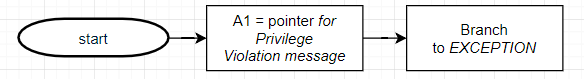 start
A1 = pointer for
Privilege
Violation message
Branch
to EXCEPTION